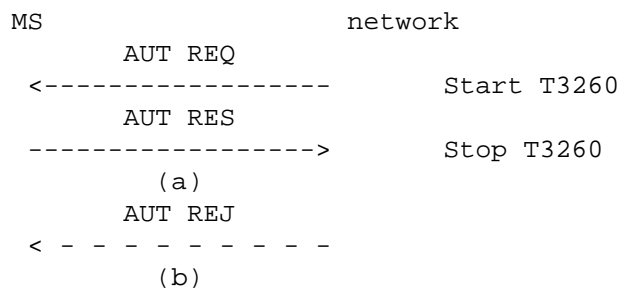 MS network
AUT REQ
<------------------ Start T3260
AUT RES
------------------> Stop T3260
(a)
AUT REJ
< - - - - - - - - -
(b)